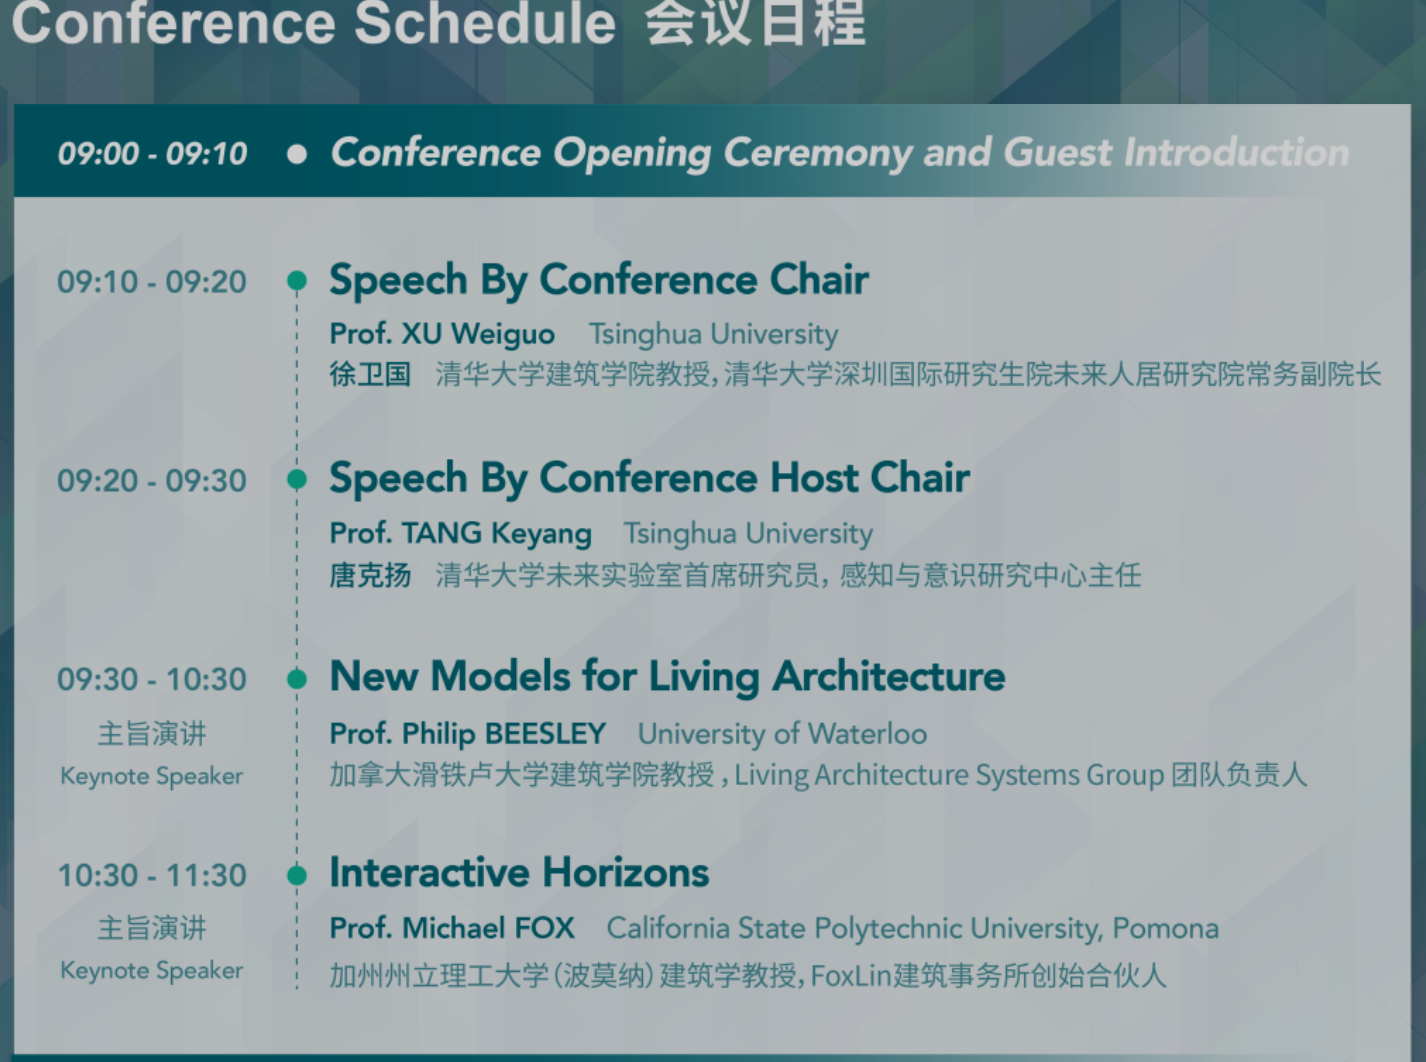 Conference Schedule 会议日程
09:00 - 09:10 Conference Opening Ceremony and Guest Introduction
09:10 - 09:20 Speech By Conference Chair
Prof. XU Weiguo Tsinghua University
徐卫国 清华大学建筑学院教授,清华大学深圳国际研究生院未来人居研究院常务副院长
09:20 - 09:30 Speech By Conference Host Chair
Prof. TANG Keyang Tsinghua University
唐克扬 清华大学未来实验室首席研究员，感知与意识研究中心主任
09:30 - 10:30 New Models for Living Architecture
主旨演讲 Prof. Philip BEESLEY University of Waterloo
Keynote Speaker 加拿大滑铁卢大学建筑学院教授 , Living Architecture Systems Group 团队负责人
10:30 - 11:30 Interactive Horizons
主旨演讲 Prof. Michael FOX California State Polytechnic University, Pomona
Keynote Speaker 加州州立理工大学（波莫纳）建筑学教授, FoxLin建筑事务所创始合伙人